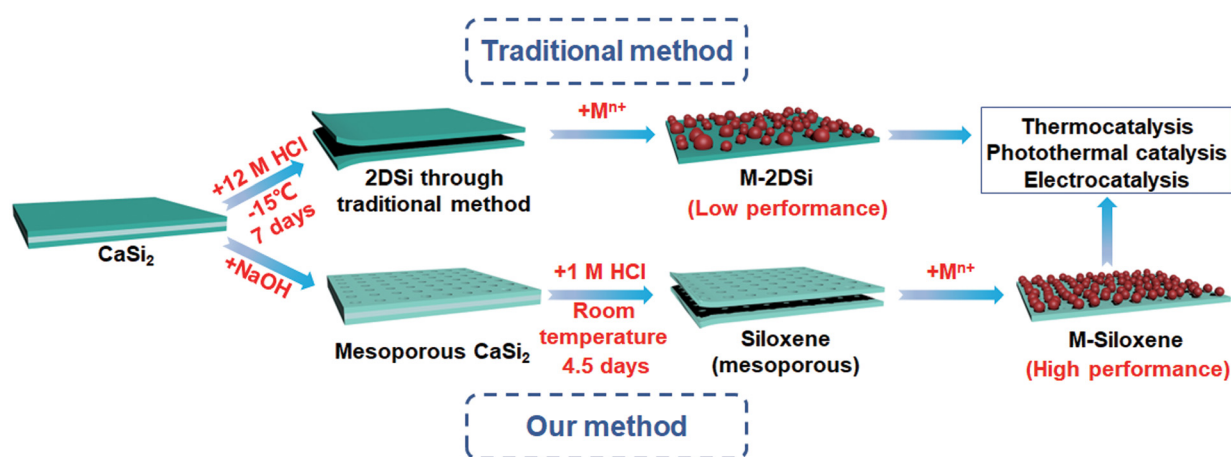 Traditional method
+12 M HCl
-15°C
7 days
2DSi through
traditional method
+Mⁿ⁺
M-2DSi
(Low performance)
Thermocatalysis
Photothermal catalysis
Electrocatalysis
CaSi₂
+NaOH
Mesoporous CaSi₂
+1 M HCl
Room
temperature
4.5 days
Siloxene
(mesoporous)
+Mⁿ⁺
M-Siloxene
(High performance)
Our method